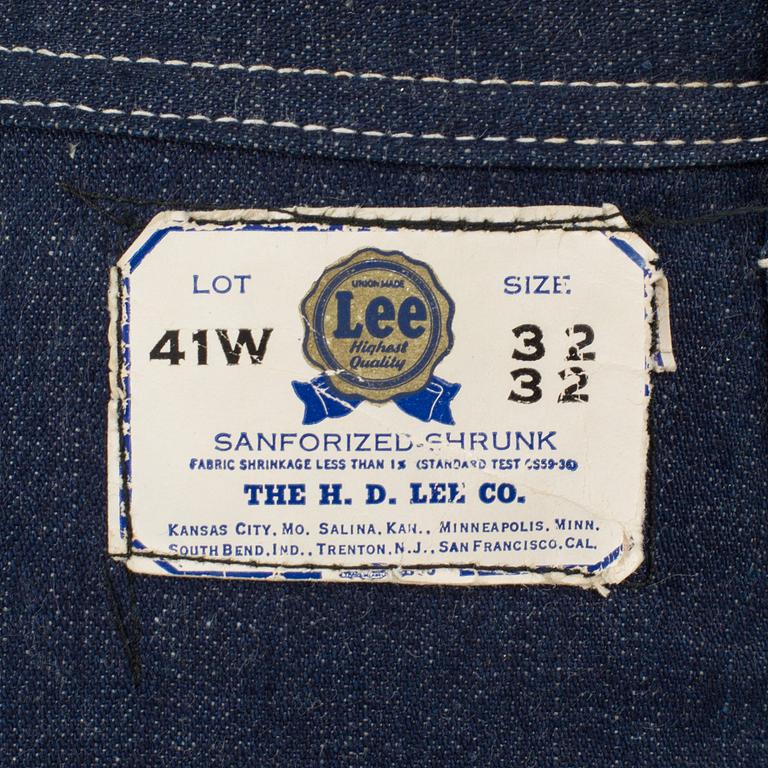 LOT
41W
UNION MADE
Lee
Highest
Quality
SIZE
32
32
SANFORIZED-SHRUNK
FABRIC SHRINKAGE LESS THAN 1% (STANDARD TEST CS59-36)
THE H. D. LEE CO.
KANSAS CITY, MO. SALINA, KAN., MINNEAPOLIS, MINN.
SOUTH BEND, IND., TRENTON, N.J., SAN FRANCISCO, CAL.